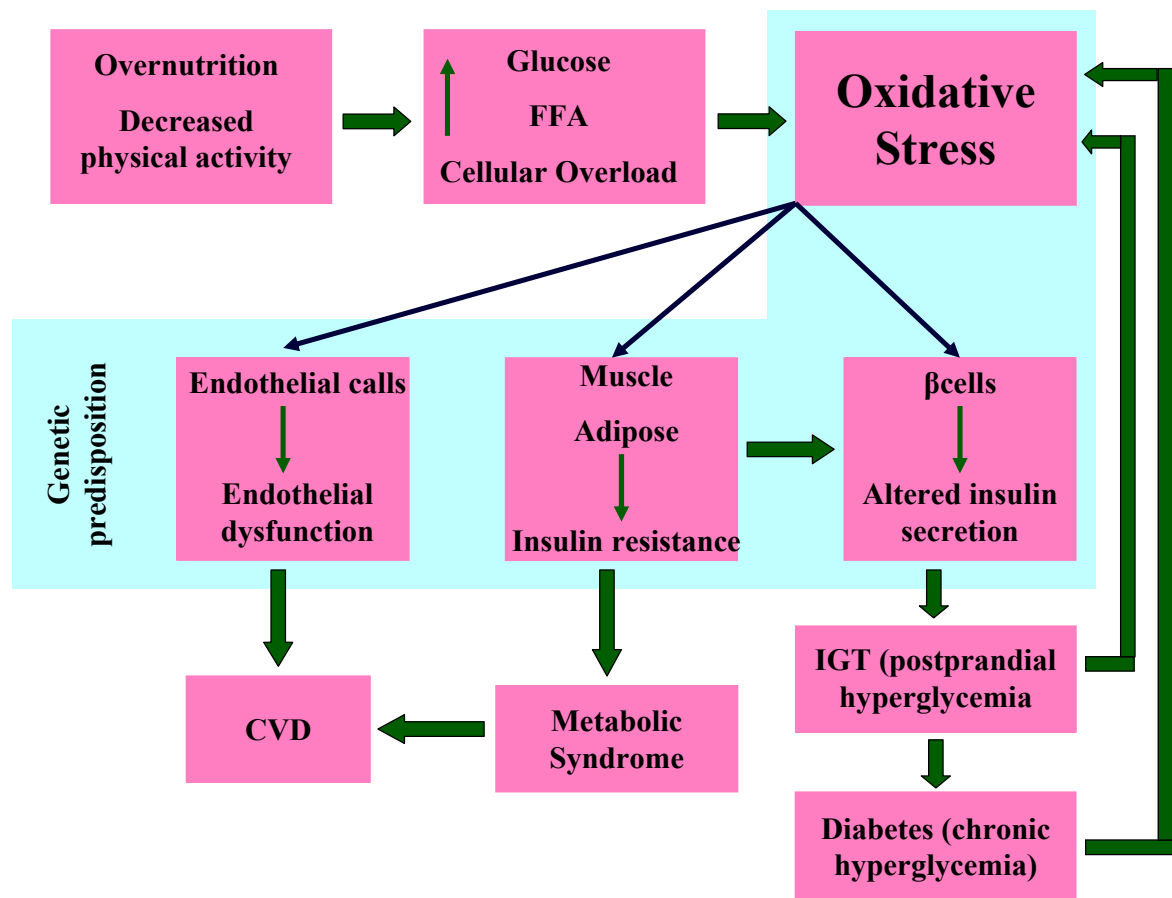 Overnutrition
Decreased
physical activity
Glucose
FFA
Cellular Overload
Oxidative
Stress
Genetic
predisposition
Endothelial calls
Endothelial
dysfunction
Muscle
Adipose
Insulin resistance
βcells
Altered insulin
secretion
CVD
Metabolic
Syndrome
IGT (postprandial
hyperglycemia
Diabetes (chronic
hyperglycemia)